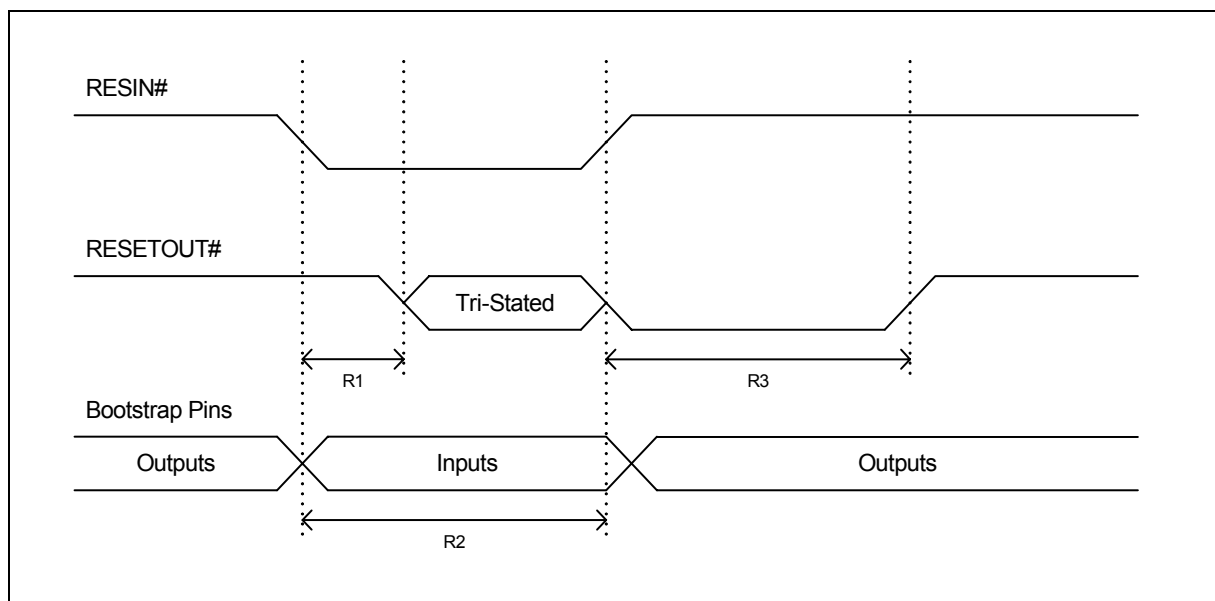 RESIN#
RESETOUT#
Tri-Stated
R1
R3
Bootstrap Pins
Outputs
Inputs
Outputs
R2